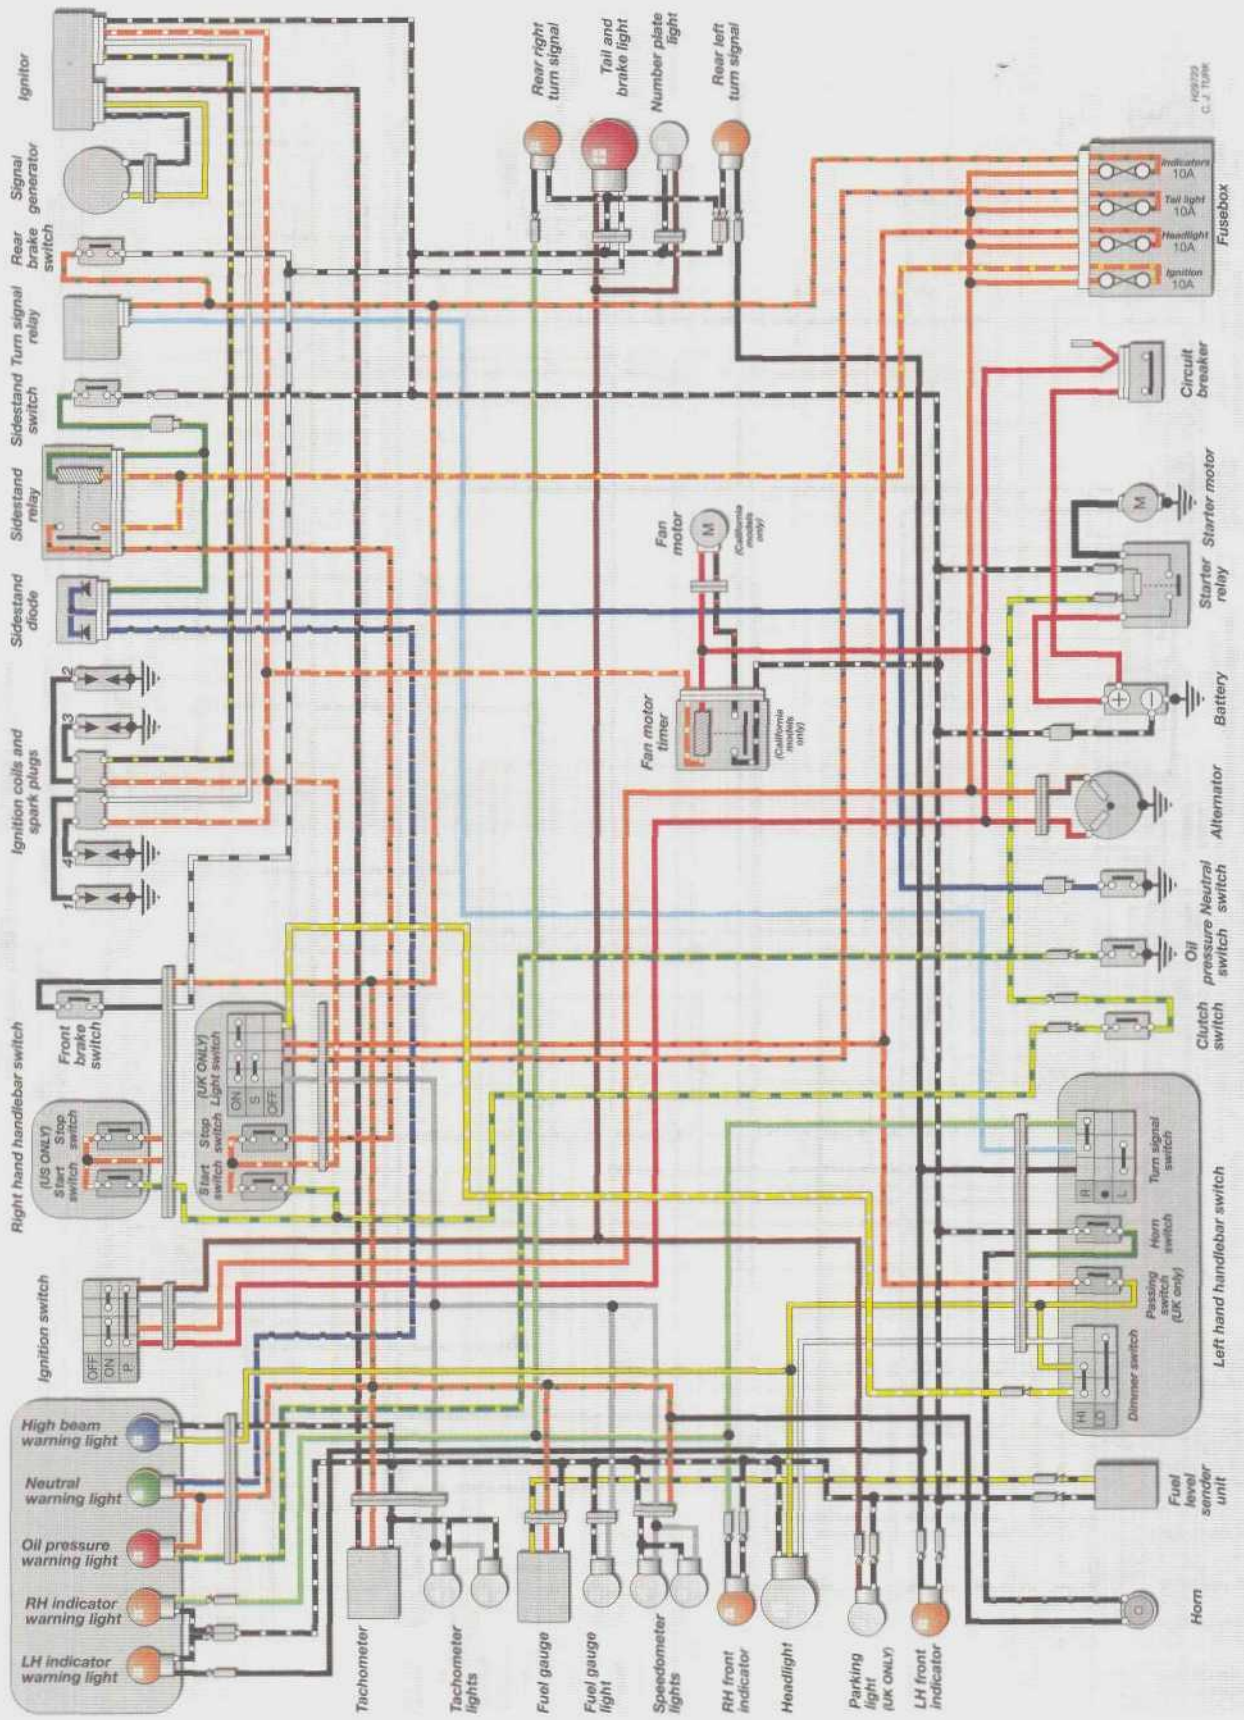 Ignitor
Signal
generator
Rear
brake
switch
Turn signal
relay
Sidestand
switch
Sidestand
relay
Sidestand
diode
Ignition coils and
spark plugs
2
3
4
1
Front
brake
switch
Right hand handlebar switch
(US ONLY)
Start
switch
Stop
switch
(UK ONLY)
Light switch
ON
S
OFF
Start
switch
Stop
switch
Ignition switch
OFF
ON
P
High beam
warning light
Neutral
warning light
Oil pressure
warning light
RH indicator
warning light
LH indicator
warning light
Rear right
turn signal
Tail and
brake light
Number plate
light
Rear left
turn signal
Fan
motor
M
(California
models
only)
Fan motor
timer
(California
models
only)
Tachometer
Tachometer
lights
Fuel gauge
Fuel gauge
light
Speedometer
lights
RH front
indicator
Headlight
Parking
light
(UK ONLY)
LH front
indicator
H29723
C. J. TURK
Indicators
10A
Tail light
10A
Headlight
10A
Ignition
10A
Fusebox
Circuit
breaker
Starter motor
M
Starter
relay
Battery
+
−
Alternator
Neutral
switch
Oil
pressure
switch
Clutch
switch
R
L
Turn signal
switch
Horn
switch
Passing
switch
(UK only)
Dimmer switch
HI
LO
Left hand handlebar switch
Fuel
level
sender
unit
Horn